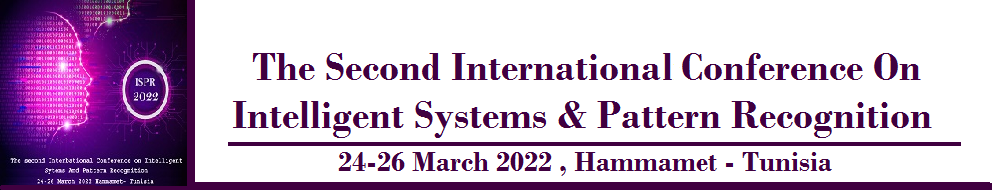 ISPR
2022
The second International Conference on Intelligent
Sytems And Pattern Recognition
24-26 March 2022 Hammamet- Tunisia
The Second International Conference On
Intelligent Systems & Pattern Recognition
24-26 March 2022 , Hammamet - Tunisia